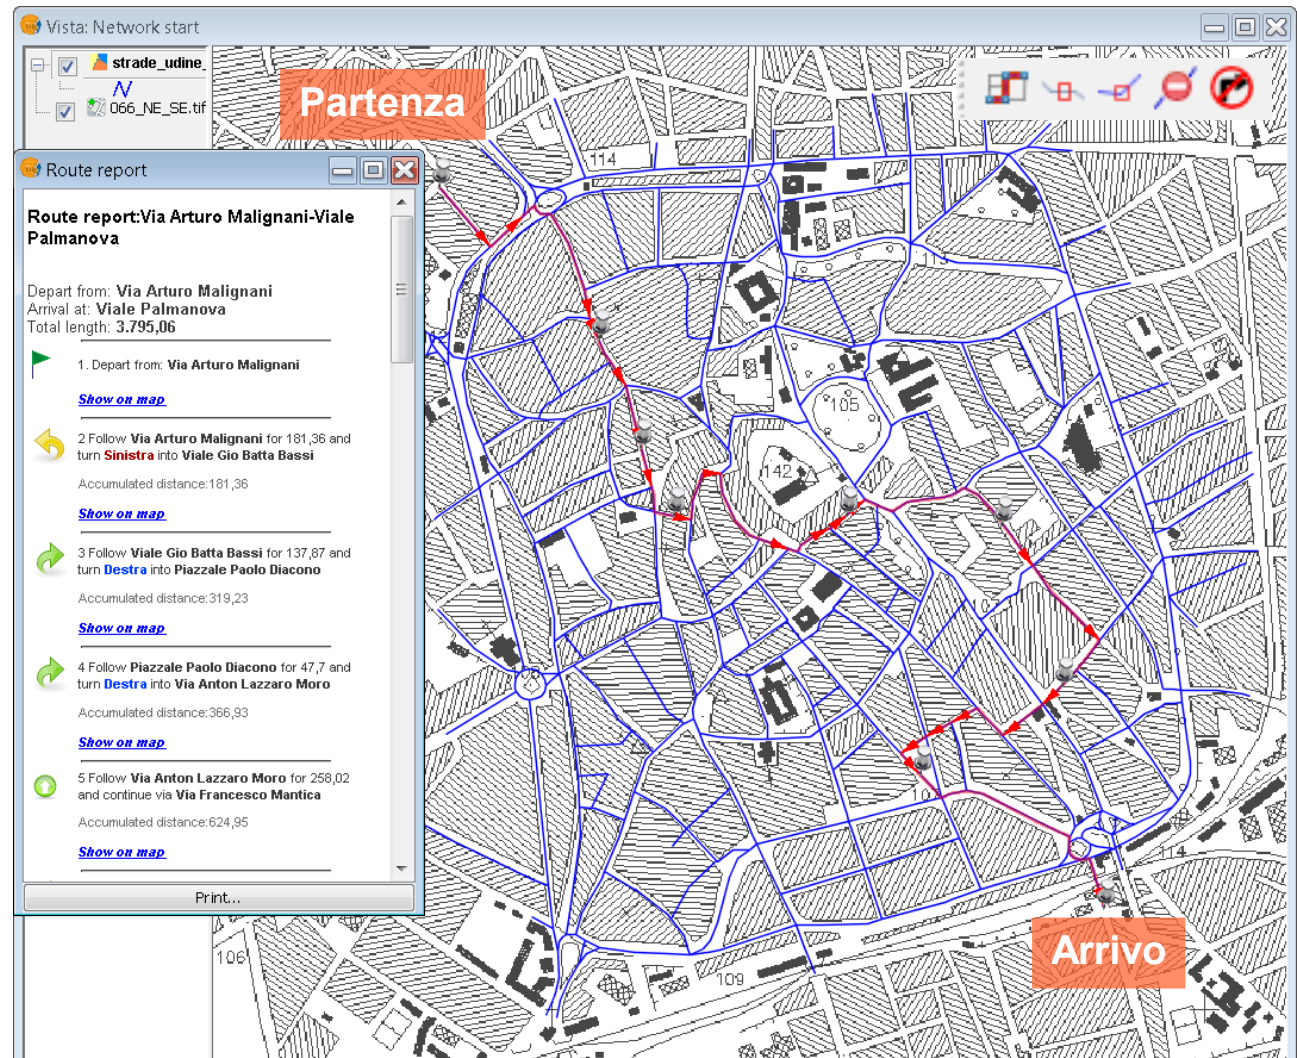 Vista: Network start
strade_udine_
066_NE_SE.tif
Partenza
114
Route report
Route report:Via Arturo Malignani-Viale
Palmanova
Depart from: Via Arturo Malignani
Arrival at: Viale Palmanova
Total length: 3.795,06
1. Depart from: Via Arturo Malignani
Show on map
2 Follow Via Arturo Malignani for 181,36 and
turn Sinistra into Viale Gio Batta Bassi
Accumulated distance:181,36
Show on map
3 Follow Viale Gio Batta Bassi for 137,87 and
turn Destra into Piazzale Paolo Diacono
Accumulated distance:319,23
Show on map
4 Follow Piazzale Paolo Diacono for 47,7 and
turn Destra into Via Anton Lazzaro Moro
Accumulated distance:366,93
Show on map
5 Follow Via Anton Lazzaro Moro for 258,02
and continue via Via Francesco Mantica
Accumulated distance:624,95
Show on map
Print...
105
142
114
Arrivo
106
109